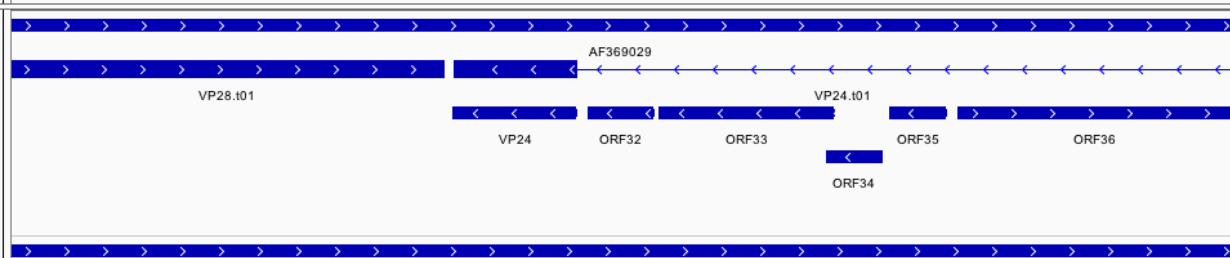 AF369029
VP28.t01
VP24.t01
VP24
ORF32
ORF33
ORF35
ORF36
ORF34